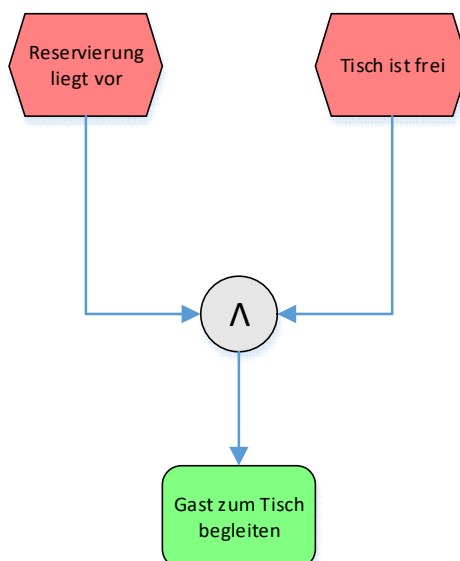 Reservierung
liegt vor
Tisch ist frei
Λ
Gast zum Tisch
begleiten